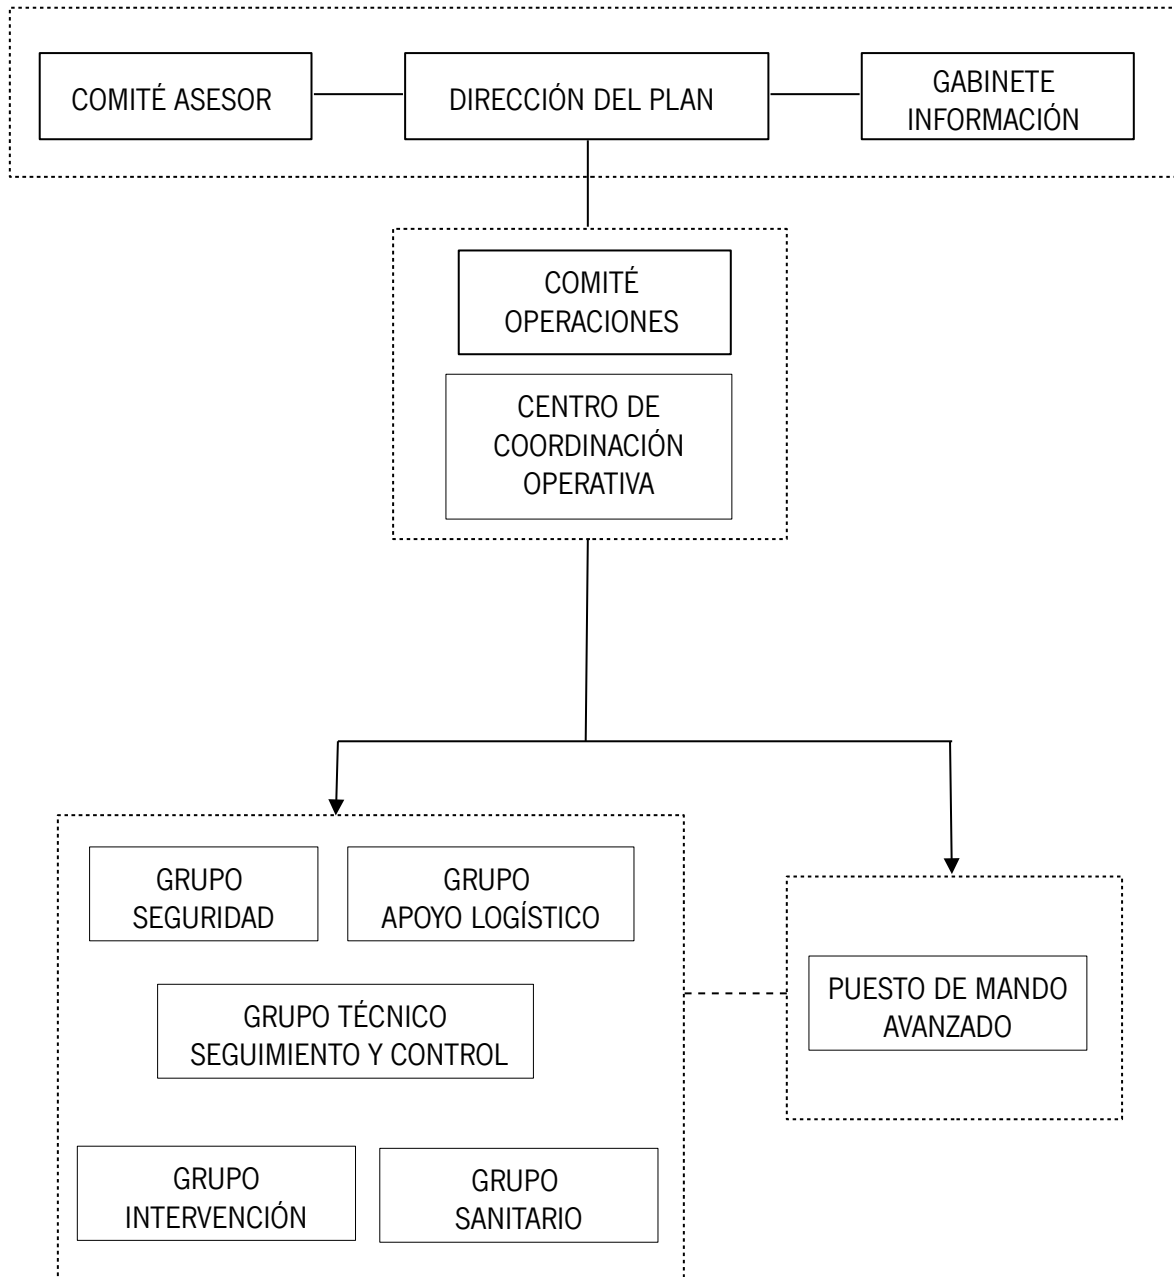 COMITÉ ASESOR
DIRECCIÓN DEL PLAN
GABINETE
INFORMACIÓN
COMITÉ
OPERACIONES
CENTRO DE
COORDINACIÓN
OPERATIVA
GRUPO
SEGURIDAD
GRUPO
APOYO LOGÍSTICO
GRUPO TÉCNICO
SEGUIMIENTO Y CONTROL
PUESTO DE MANDO
AVANZADO
GRUPO
INTERVENCIÓN
GRUPO
SANITARIO